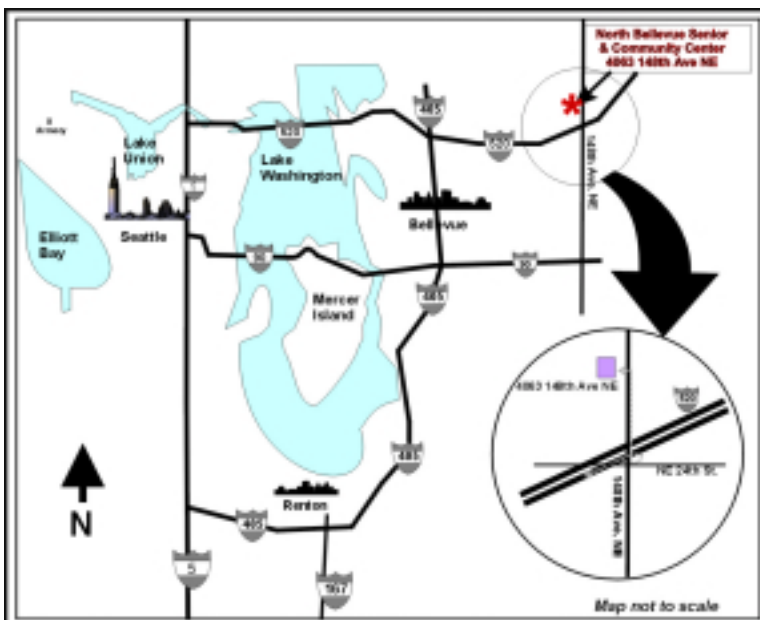 North Bellevue Senior
& Community Center
4063 148th Ave NE
405
Armory
Lake
Union
520
520
Lake
Washington
148th Ave, NE
Elliott
Bay
Seattle
Bellevue
90
90
405
Mercer
Island
4063 148th Ave NE
520
NE 24th St.
148th Ave, NE
405
N
Renton
405
5
167
Map not to scale